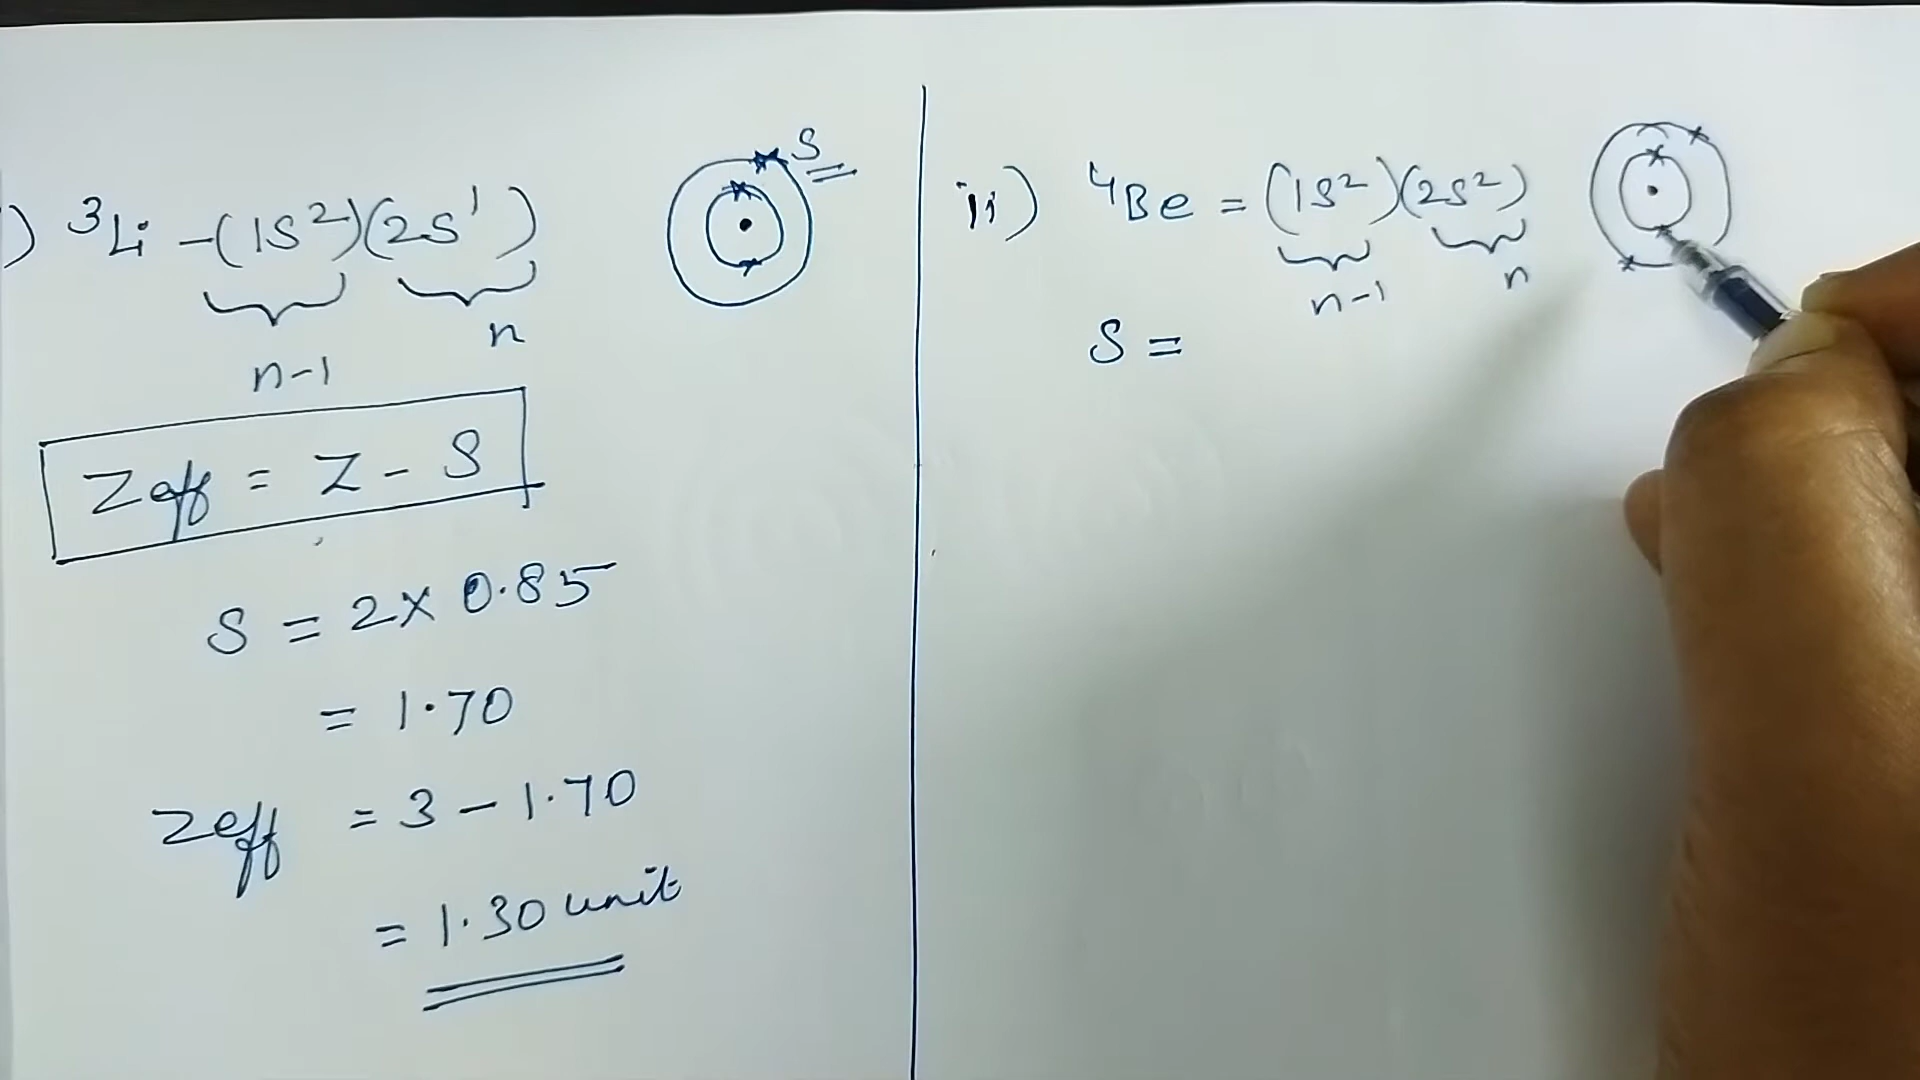 ) ³Li - (1S²)(2S¹)
n-1 n
S
Zeff = Z - S
S = 2 × 0.85
= 1.70
Zeff = 3 - 1.70
= 1.30 unit
ii) ⁴Be = (1S²)(2S²)
n-1 n
S =